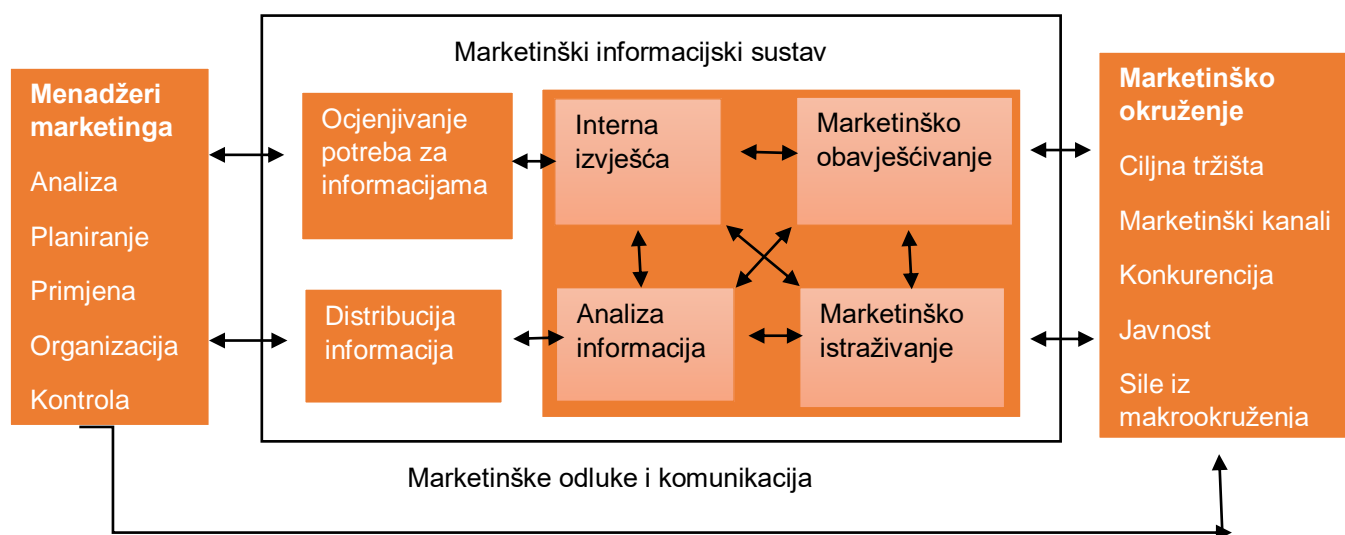 Marketinški informacijski sustav
Menadžeri
marketinga
Analiza
Planiranje
Primjena
Organizacija
Kontrola
Ocjenjivanje
potreba za
informacijama
Distribucija
informacija
Interna
izvješća
Marketinško
obavješćivanje
Analiza
informacija
Marketinško
istraživanje
Marketinško
okruženje
Ciljna tržišta
Marketinški kanali
Konkurencija
Javnost
Sile iz
makrookruženja
Marketinške odluke i komunikacija